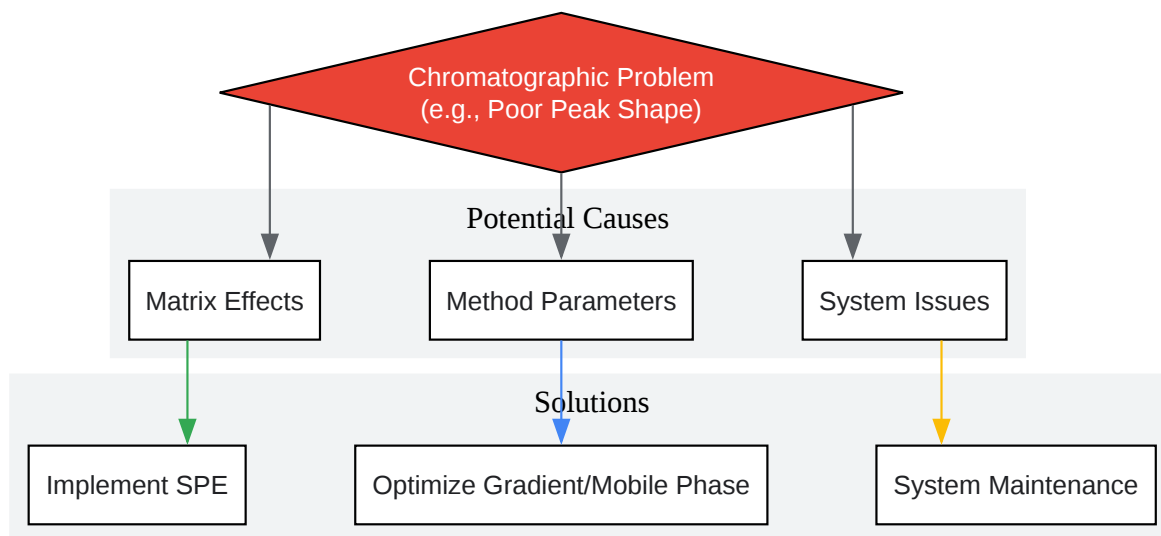 Chromatographic Problem
(e.g., Poor Peak Shape)
Potential Causes
Matrix Effects
Method Parameters
System Issues
Solutions
Implement SPE
Optimize Gradient/Mobile Phase
System Maintenance